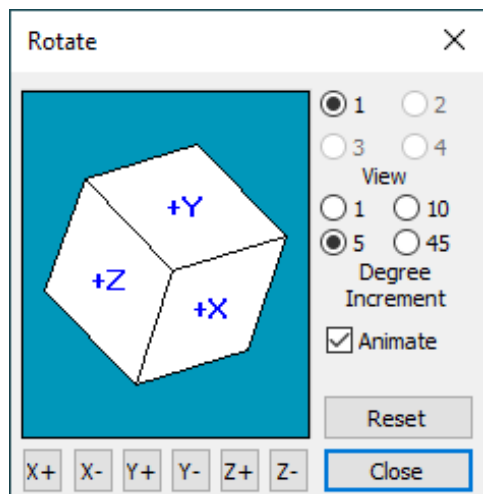 Rotate
+Y
+Z
+X
1 2
3 4
View
1 10
5 45
Degree
Increment
Animate
Reset
X+ X- Y+ Y- Z+ Z- Close